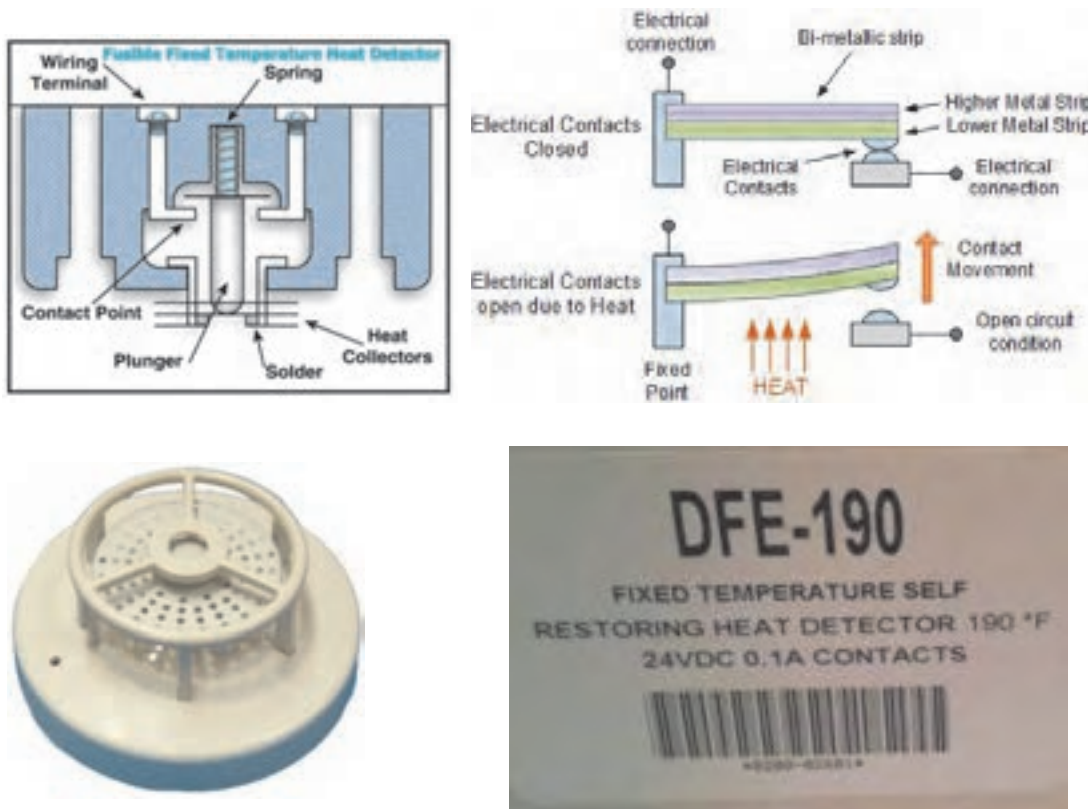 Fusible Fixed Temperature Heat Detector
Wiring
Terminal
Spring
Contact Point
Plunger
Solder
Heat
Collectors
Electrical
connection
Bi-metallic strip
Higher Metal Strip
Lower Metal Strip
Electrical Contacts
Closed
Electrical
Contacts
Electrical
connection
Electrical Contacts
open due to Heat
Contact
Movement
Open circuit
condition
Fixed
Point
HEAT
DFE-190
FIXED TEMPERATURE SELF
RESTORING HEAT DETECTOR 190 °F
24VDC 0.1A CONTACTS